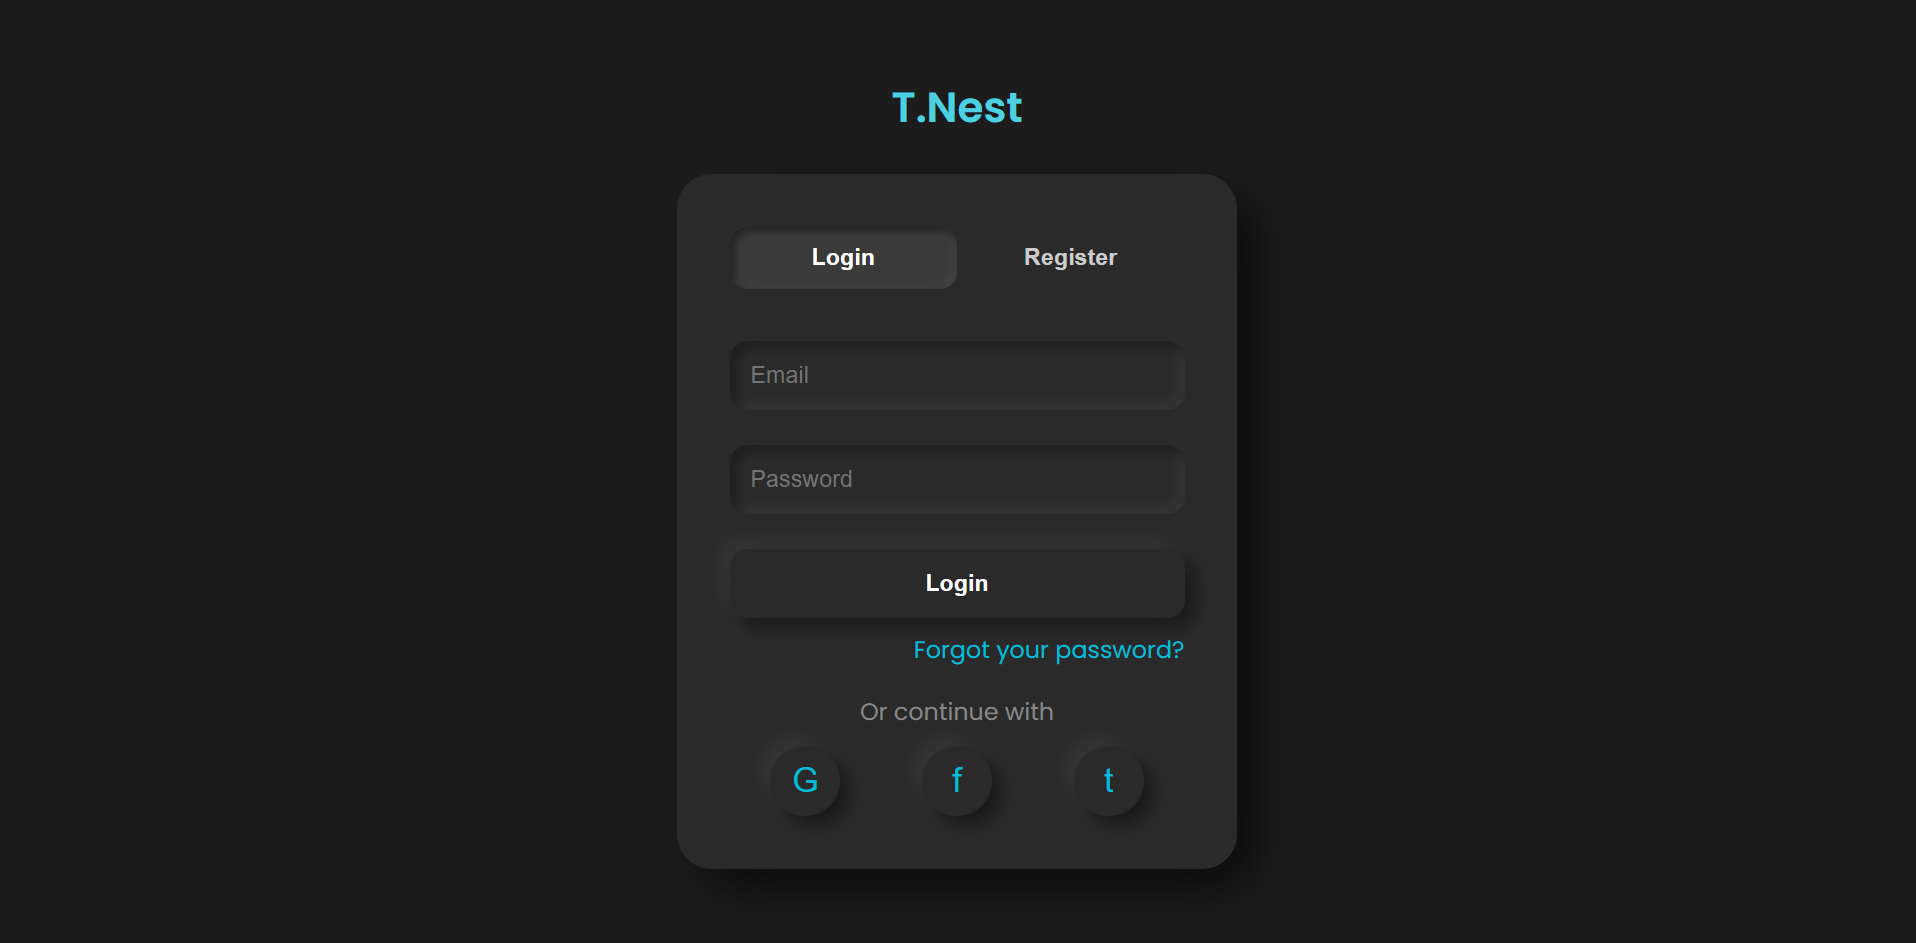 T.Nest
Login Register
Email
Password
Login
Forgot your password?
Or continue with
G f t